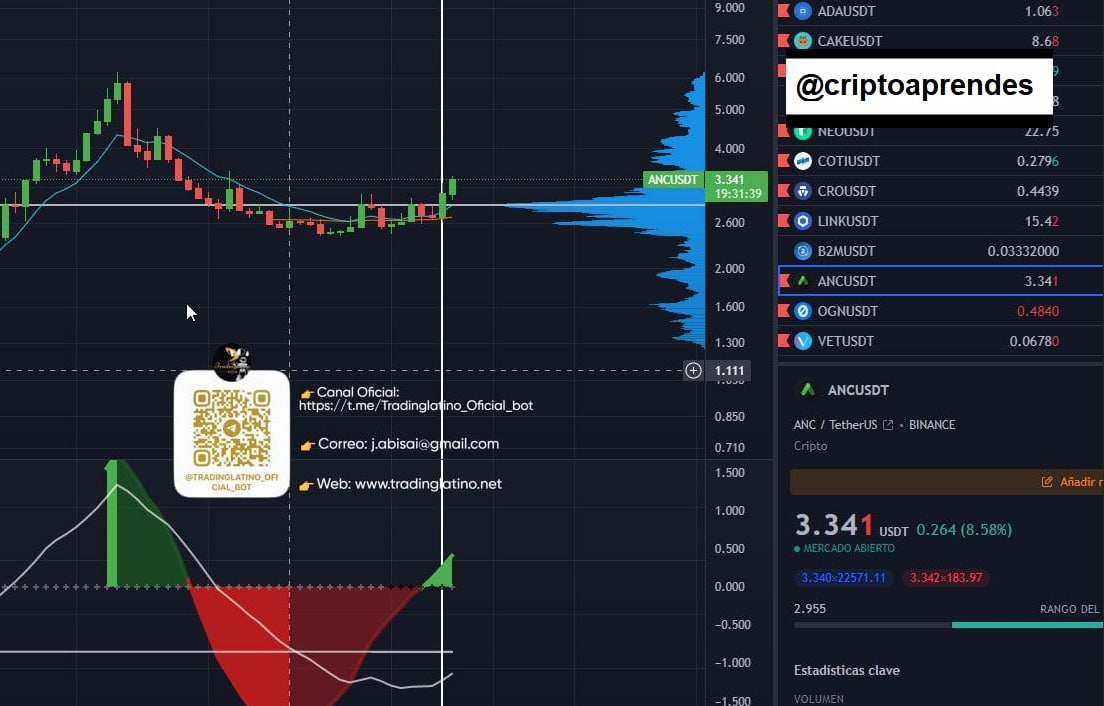 9.000
7.500
6.000
5.000
4.000
ANCUSDT 3.341
19:31:39
2.600
2.000
1.600
1.300
1.111
0.850
0.710
1.500
1.000
0.500
0.000
−0.500
−1.000
−1.500
👉 Canal Oficial:
https://t.me/Tradinglatino_Oficial_bot
👉 Correo: j.abisai@gmail.com
👉 Web: www.tradinglatino.net
@TRADINGLATINO_OFI
CIAL_BOT
ADAUSDT 1.063
CAKEUSDT 8.68
@criptoaprendes
NEOUSDT 22.75
COTIUSDT 0.2796
CROUSDT 0.4439
LINKUSDT 15.42
B2MUSDT 0.03332000
ANCUSDT 3.341
OGNUSDT 0.4840
VETUSDT 0.06780
ANCUSDT
ANC / TetherUS • BINANCE
Cripto
Añadir
3.341 USDT 0.264 (8.58%)
● MERCADO ABIERTO
3.340×22571.11 3.342×183.97
2.955 RANGO DEL
Estadísticas clave
VOLUMEN